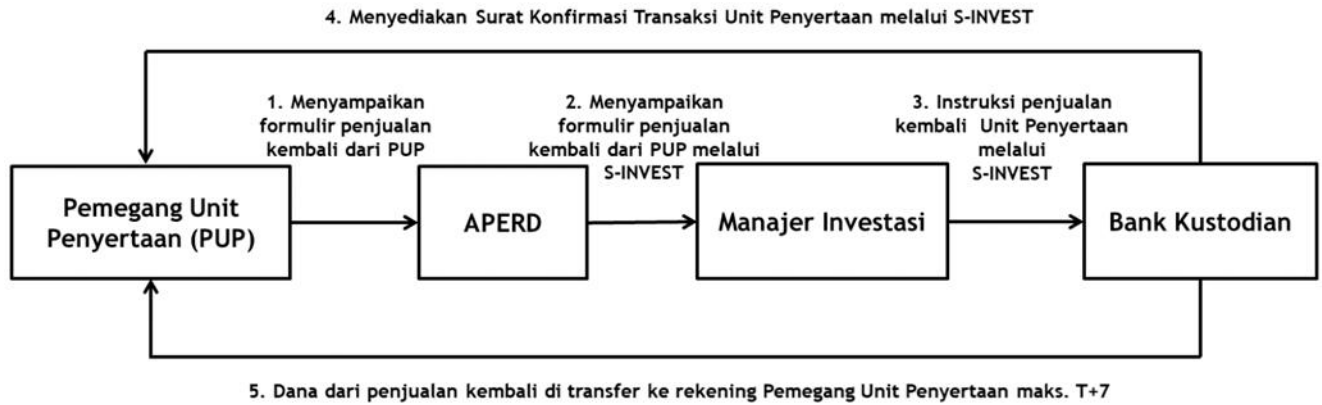 4. Menyediakan Surat Konfirmasi Transaksi Unit Penyertaan melalui S-INVEST
1. Menyampaikan
formulir penjualan
kembali dari PUP
2. Menyampaikan
formulir penjualan
kembali dari PUP melalui
S-INVEST
3. Instruksi penjualan
kembali Unit Penyertaan
melalui
S-INVEST
Pemegang Unit
Penyertaan (PUP)
APERD
Manajer Investasi
Bank Kustodian
5. Dana dari penjualan kembali di transfer ke rekening Pemegang Unit Penyertaan maks. T+7